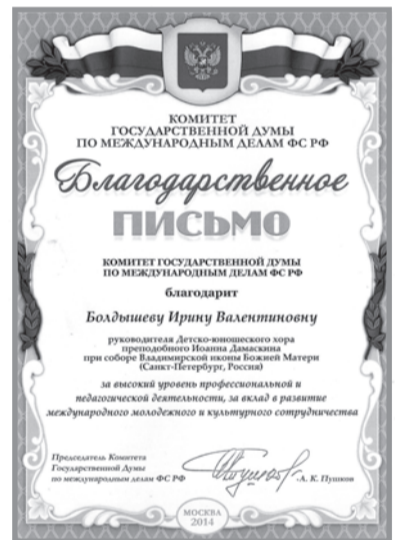 КОМИТЕТ
ГОСУДАРСТВЕННОЙ ДУМЫ
ПО МЕЖДУНАРОДНЫМ ДЕЛАМ ФС РФ
Благодарственное
ПИСЬМО
КОМИТЕТ ГОСУДАРСТВЕННОЙ ДУМЫ
ПО МЕЖДУНАРОДНЫМ ДЕЛАМ ФС РФ
благодарит
Болдышеву Ирину Валентиновну
руководителя Детско-юношеского хора
преподобного Иоанна Дамаскина
при соборе Владимирской иконы Божией Матери
(Санкт-Петербург, Россия)
за высокий уровень профессиональной и
педагогической деятельности, за вклад в развитие
международного молодежного и культурного сотрудничества
Председатель Комитета
Государственной Думы
по международным делам ФС РФ
А. К. Пушков
МОСКВА
2014